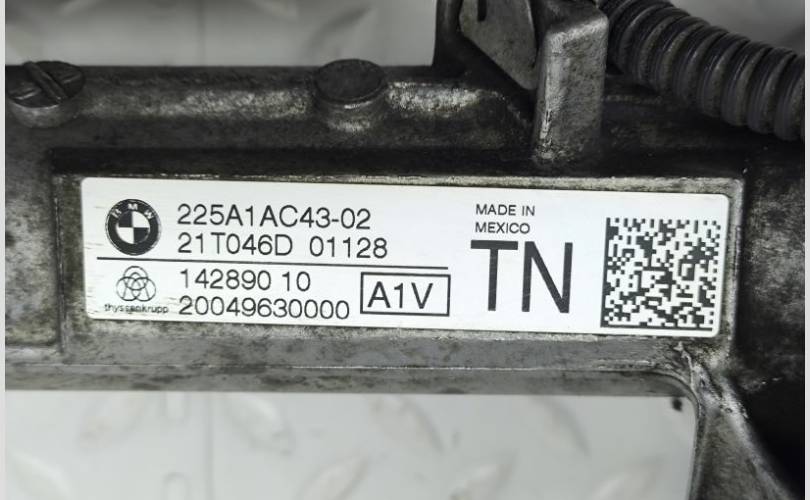 BMW
225A1AC43-02
21T046D 01128
thyssenkrupp
142890 10
20049630000
A1V
MADE IN
MEXICO
TN